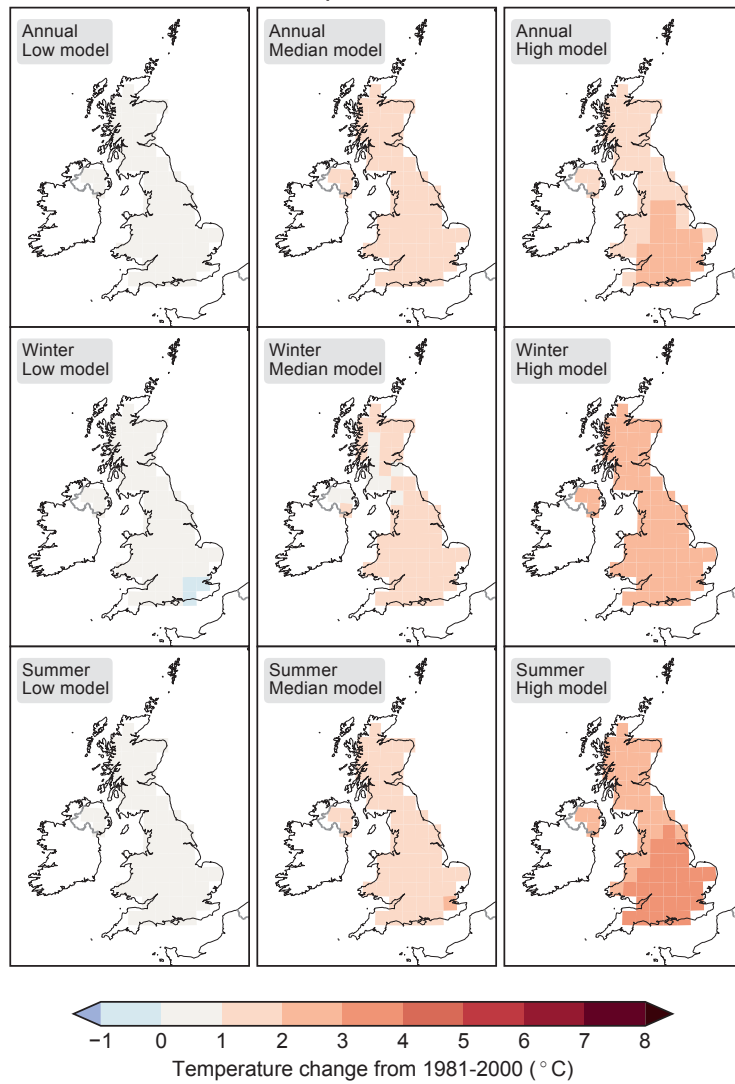 Annual
Low model
Annual
Median model
Annual
High model
Winter
Low model
Winter
Median model
Winter
High model
Summer
Low model
Summer
Median model
Summer
High model
−1 0 1 2 3 4 5 6 7 8
Temperature change from 1981-2000 (°C)